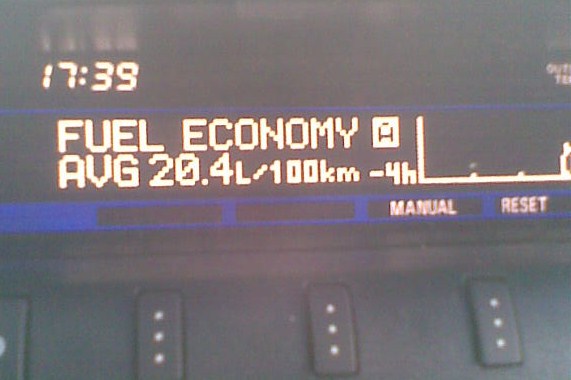 17:39
FUEL ECONOMY A
AVG 20.4L/100km -4h
MANUAL RESET